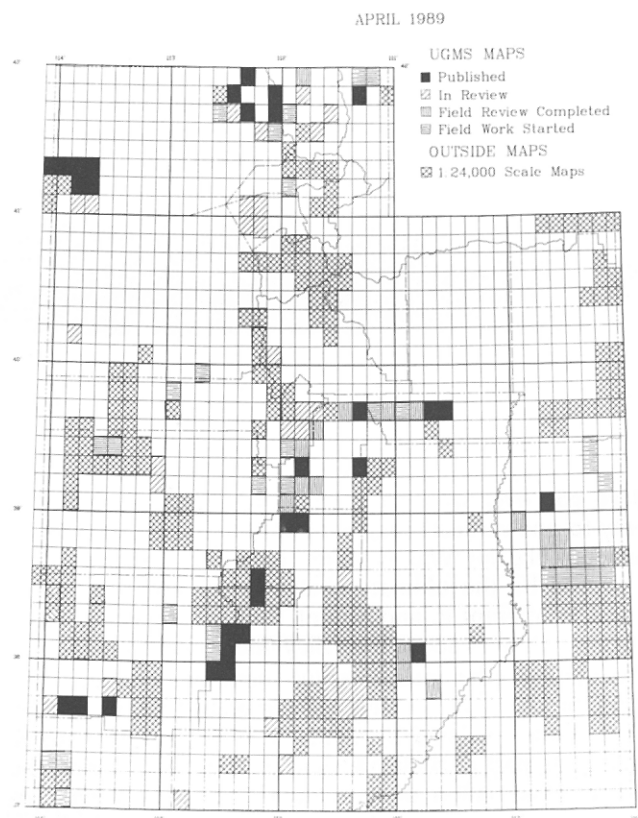 APRIL 1989
UGMS MAPS
Published
In Review
Field Review Completed
Field Work Started
OUTSIDE MAPS
1:24,000 Scale Maps